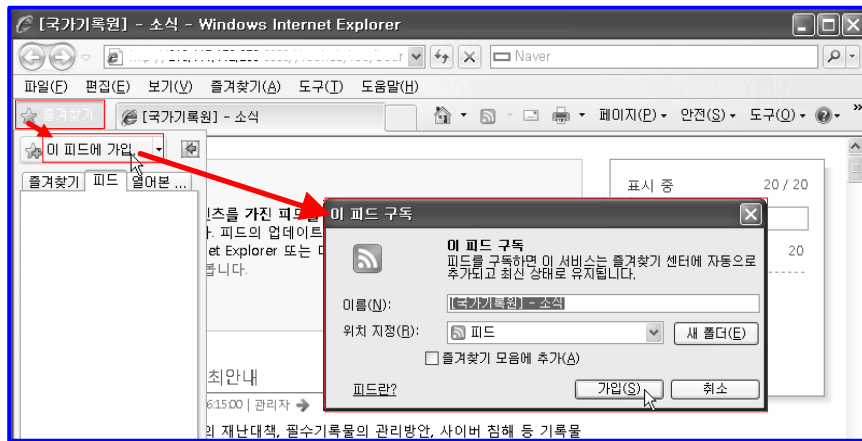 [국가기록원] - 소식 - Windows Internet Explorer
Naver
파일(F) 편집(E) 보기(V) 즐겨찾기(A) 도구(T) 도움말(H)
즐겨찾기 [국가기록원] - 소식 페이지(P) 안전(S) 도구(O) »
이 피드에 가입
즐겨찾기 피드 열어본 ...
표시 중 20 / 20
츠를 가진 피드를
. 피드의 업데이트
et Explorer 또는
봅니다.
20
이 피드 구독
이 피드 구독
피드를 구독하면 이 서비스는 즐겨찾기 센터에 자동으로
추가되고 최신 상태로 유지됩니다.
이름(N): [국가기록원] - 소식
위치 지정(R): 피드 새 폴더(E)
즐겨찾기 모음에 추가(A)
피드란? 가입(S) 취소
최안내
6:15:00 | 관리자
의 재난대책, 필수기록물의 관리방안, 사이버 침해 등 기록물